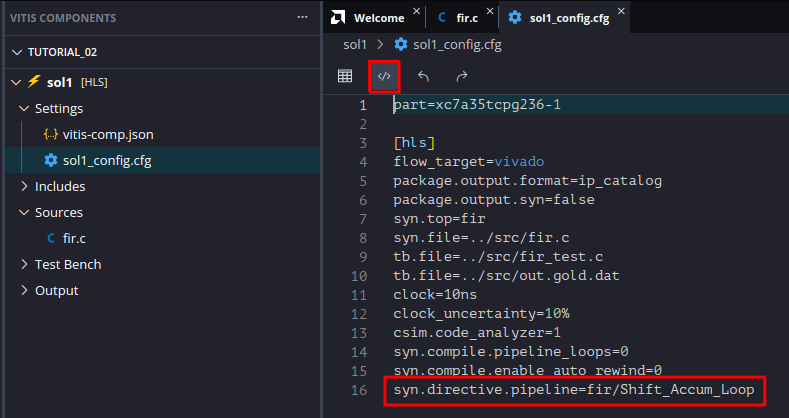 VITIS COMPONENTS
TUTORIAL_02
sol1 [HLS]
Settings
{..} vitis-comp.json
sol1_config.cfg
Includes
Sources
C fir.c
Test Bench
Output
Welcome
C fir.c
sol1_config.cfg
sol1 > sol1_config.cfg
</>
1 part=xc7a35tcpg236-1
2
3 [hls]
4 flow_target=vivado
5 package.output.format=ip_catalog
6 package.output.syn=false
7 syn.top=fir
8 syn.file=../src/fir.c
9 tb.file=../src/fir_test.c
10 tb.file=../src/out.gold.dat
11 clock=10ns
12 clock_uncertainty=10%
13 csim.code_analyzer=1
14 syn.compile.pipeline_loops=0
15 syn.compile.enable_auto_rewind=0
16 syn.directive.pipeline=fir/Shift_Accum_Loop